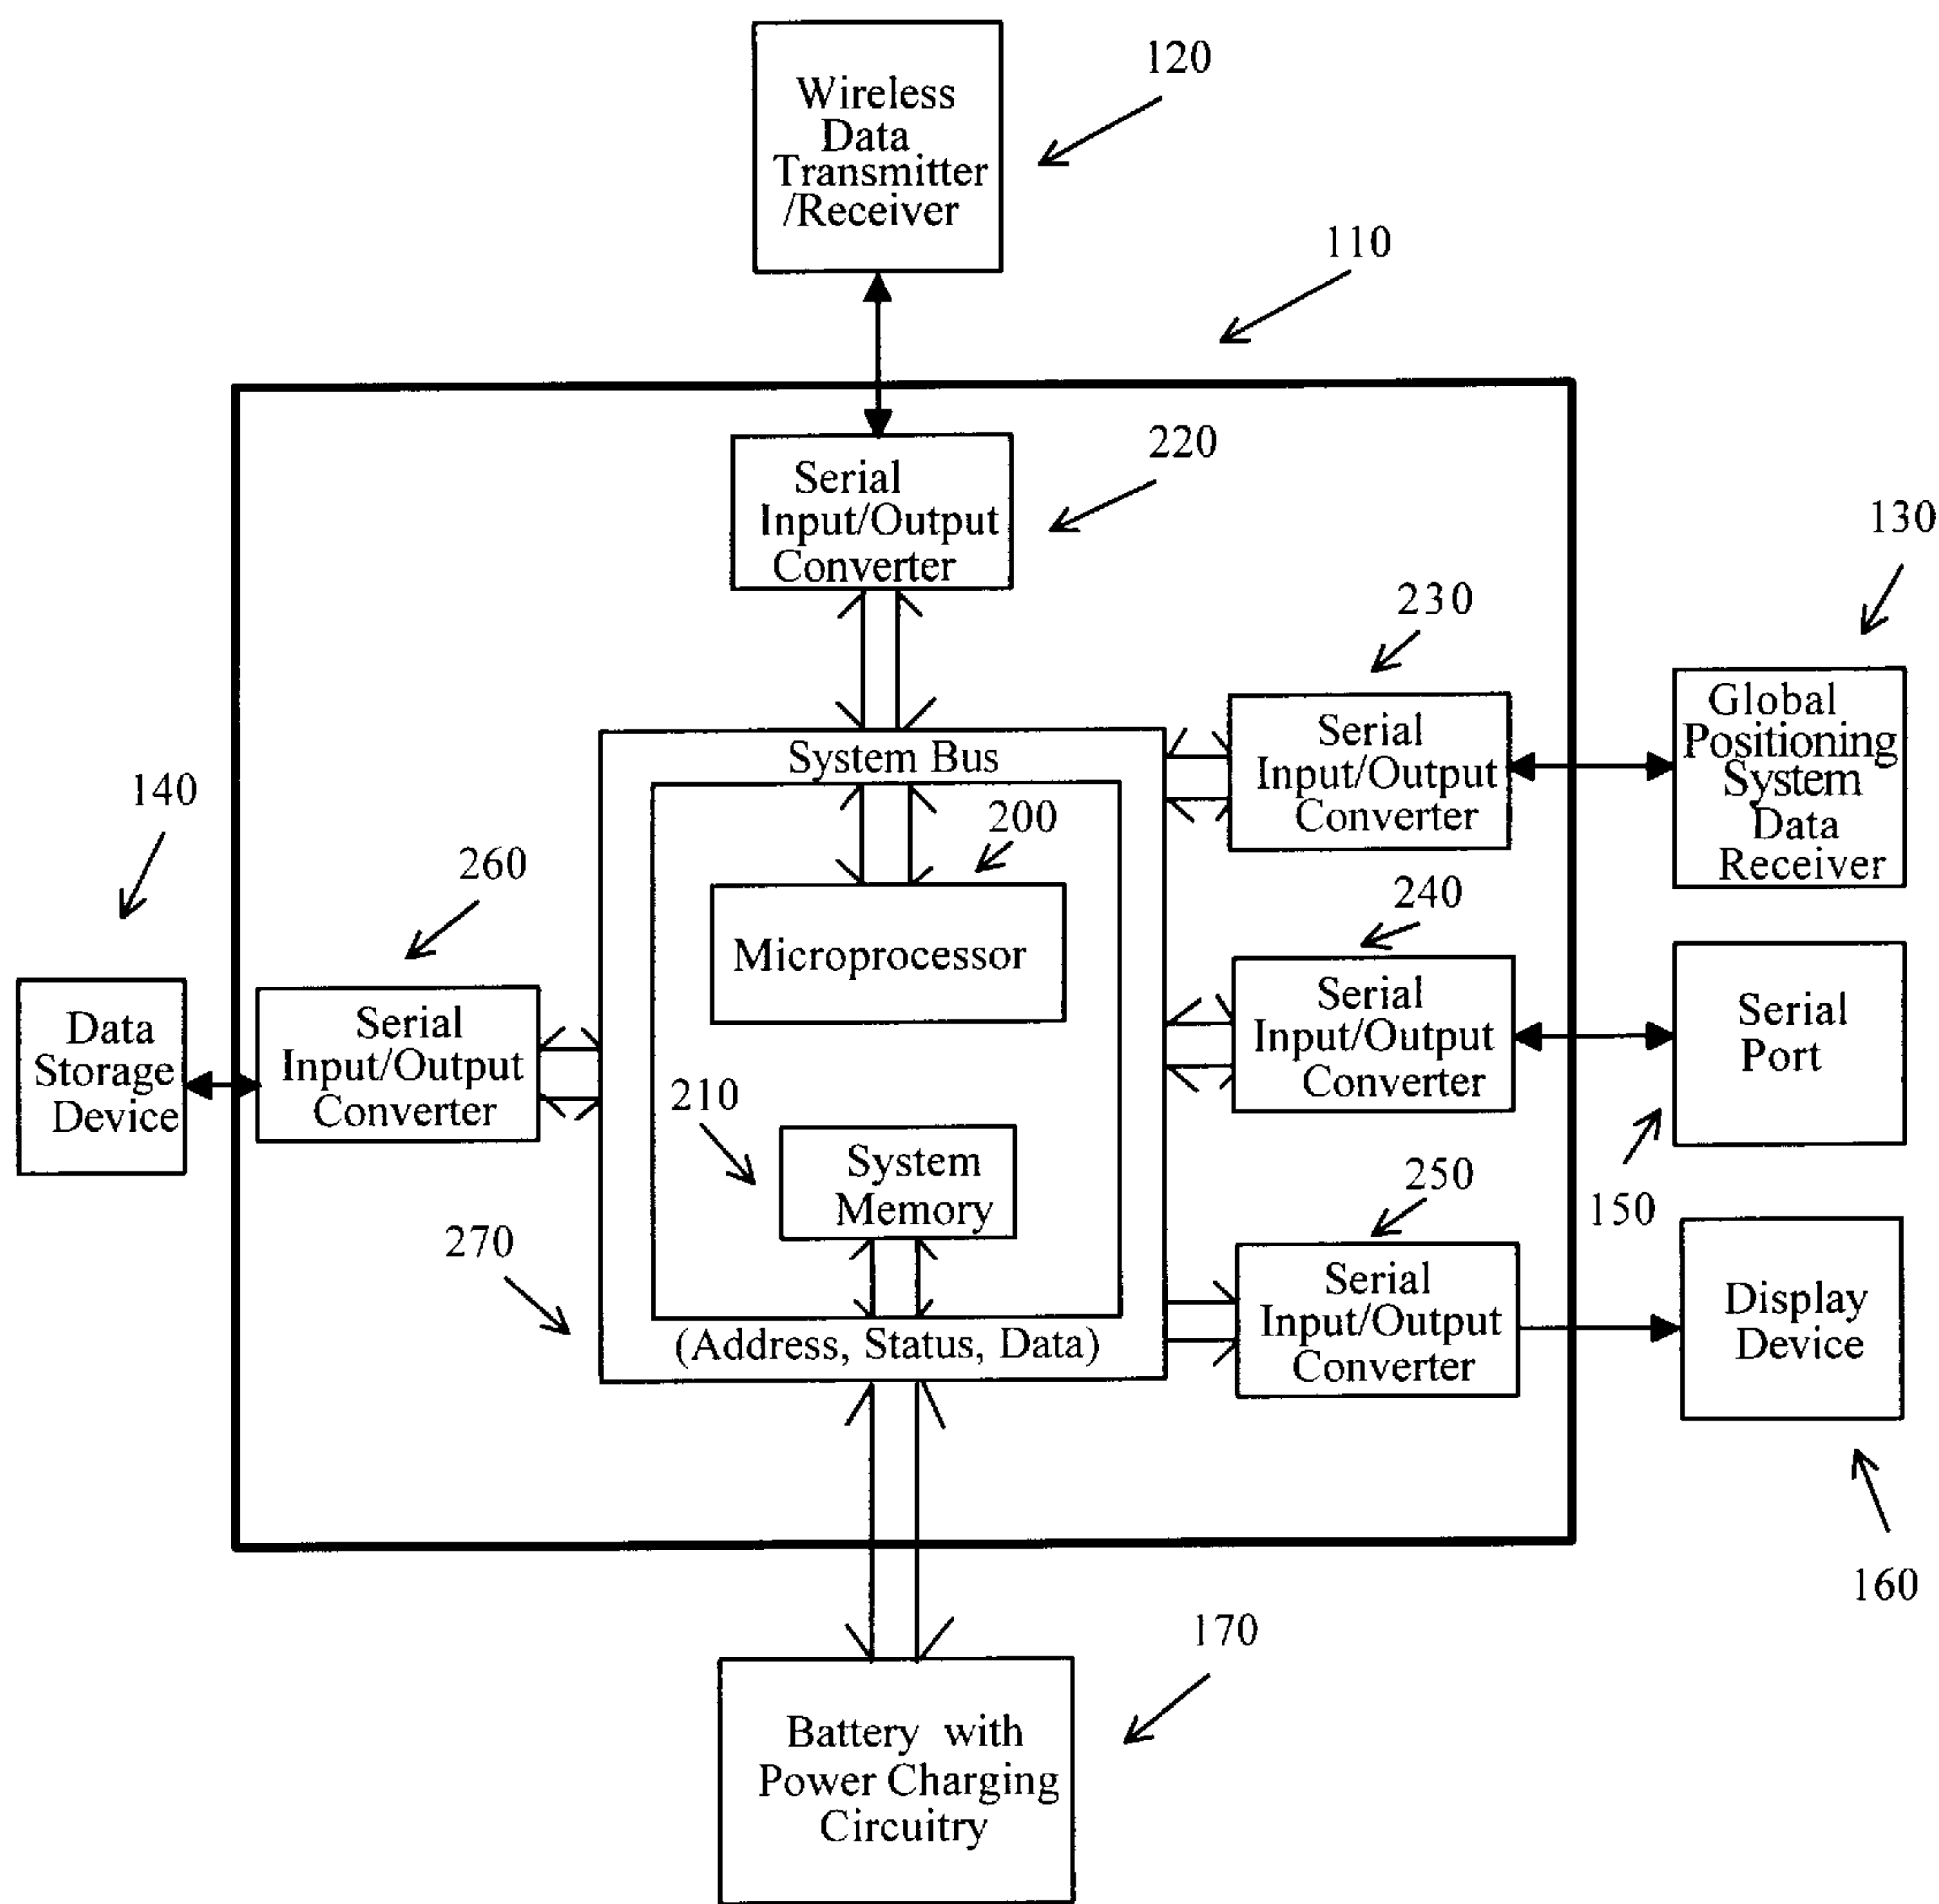 120
Wireless
Data
Transmitter
/Receiver
110
220
Serial
Input/Output
Converter
130
230
Global
Positioning
System
Data
Receiver
Serial
Input/Output
Converter
System Bus
140
200
260
240
Microprocessor
Data
Storage
Device
Serial
Input/Output
Converter
Serial
Input/Output
Converter
Serial
Port
210
System
Memory
250
150
270
Serial
Input/Output
Converter
Display
Device
(Address, Status, Data)
160
170
Battery with
Power Charging
Circuitry